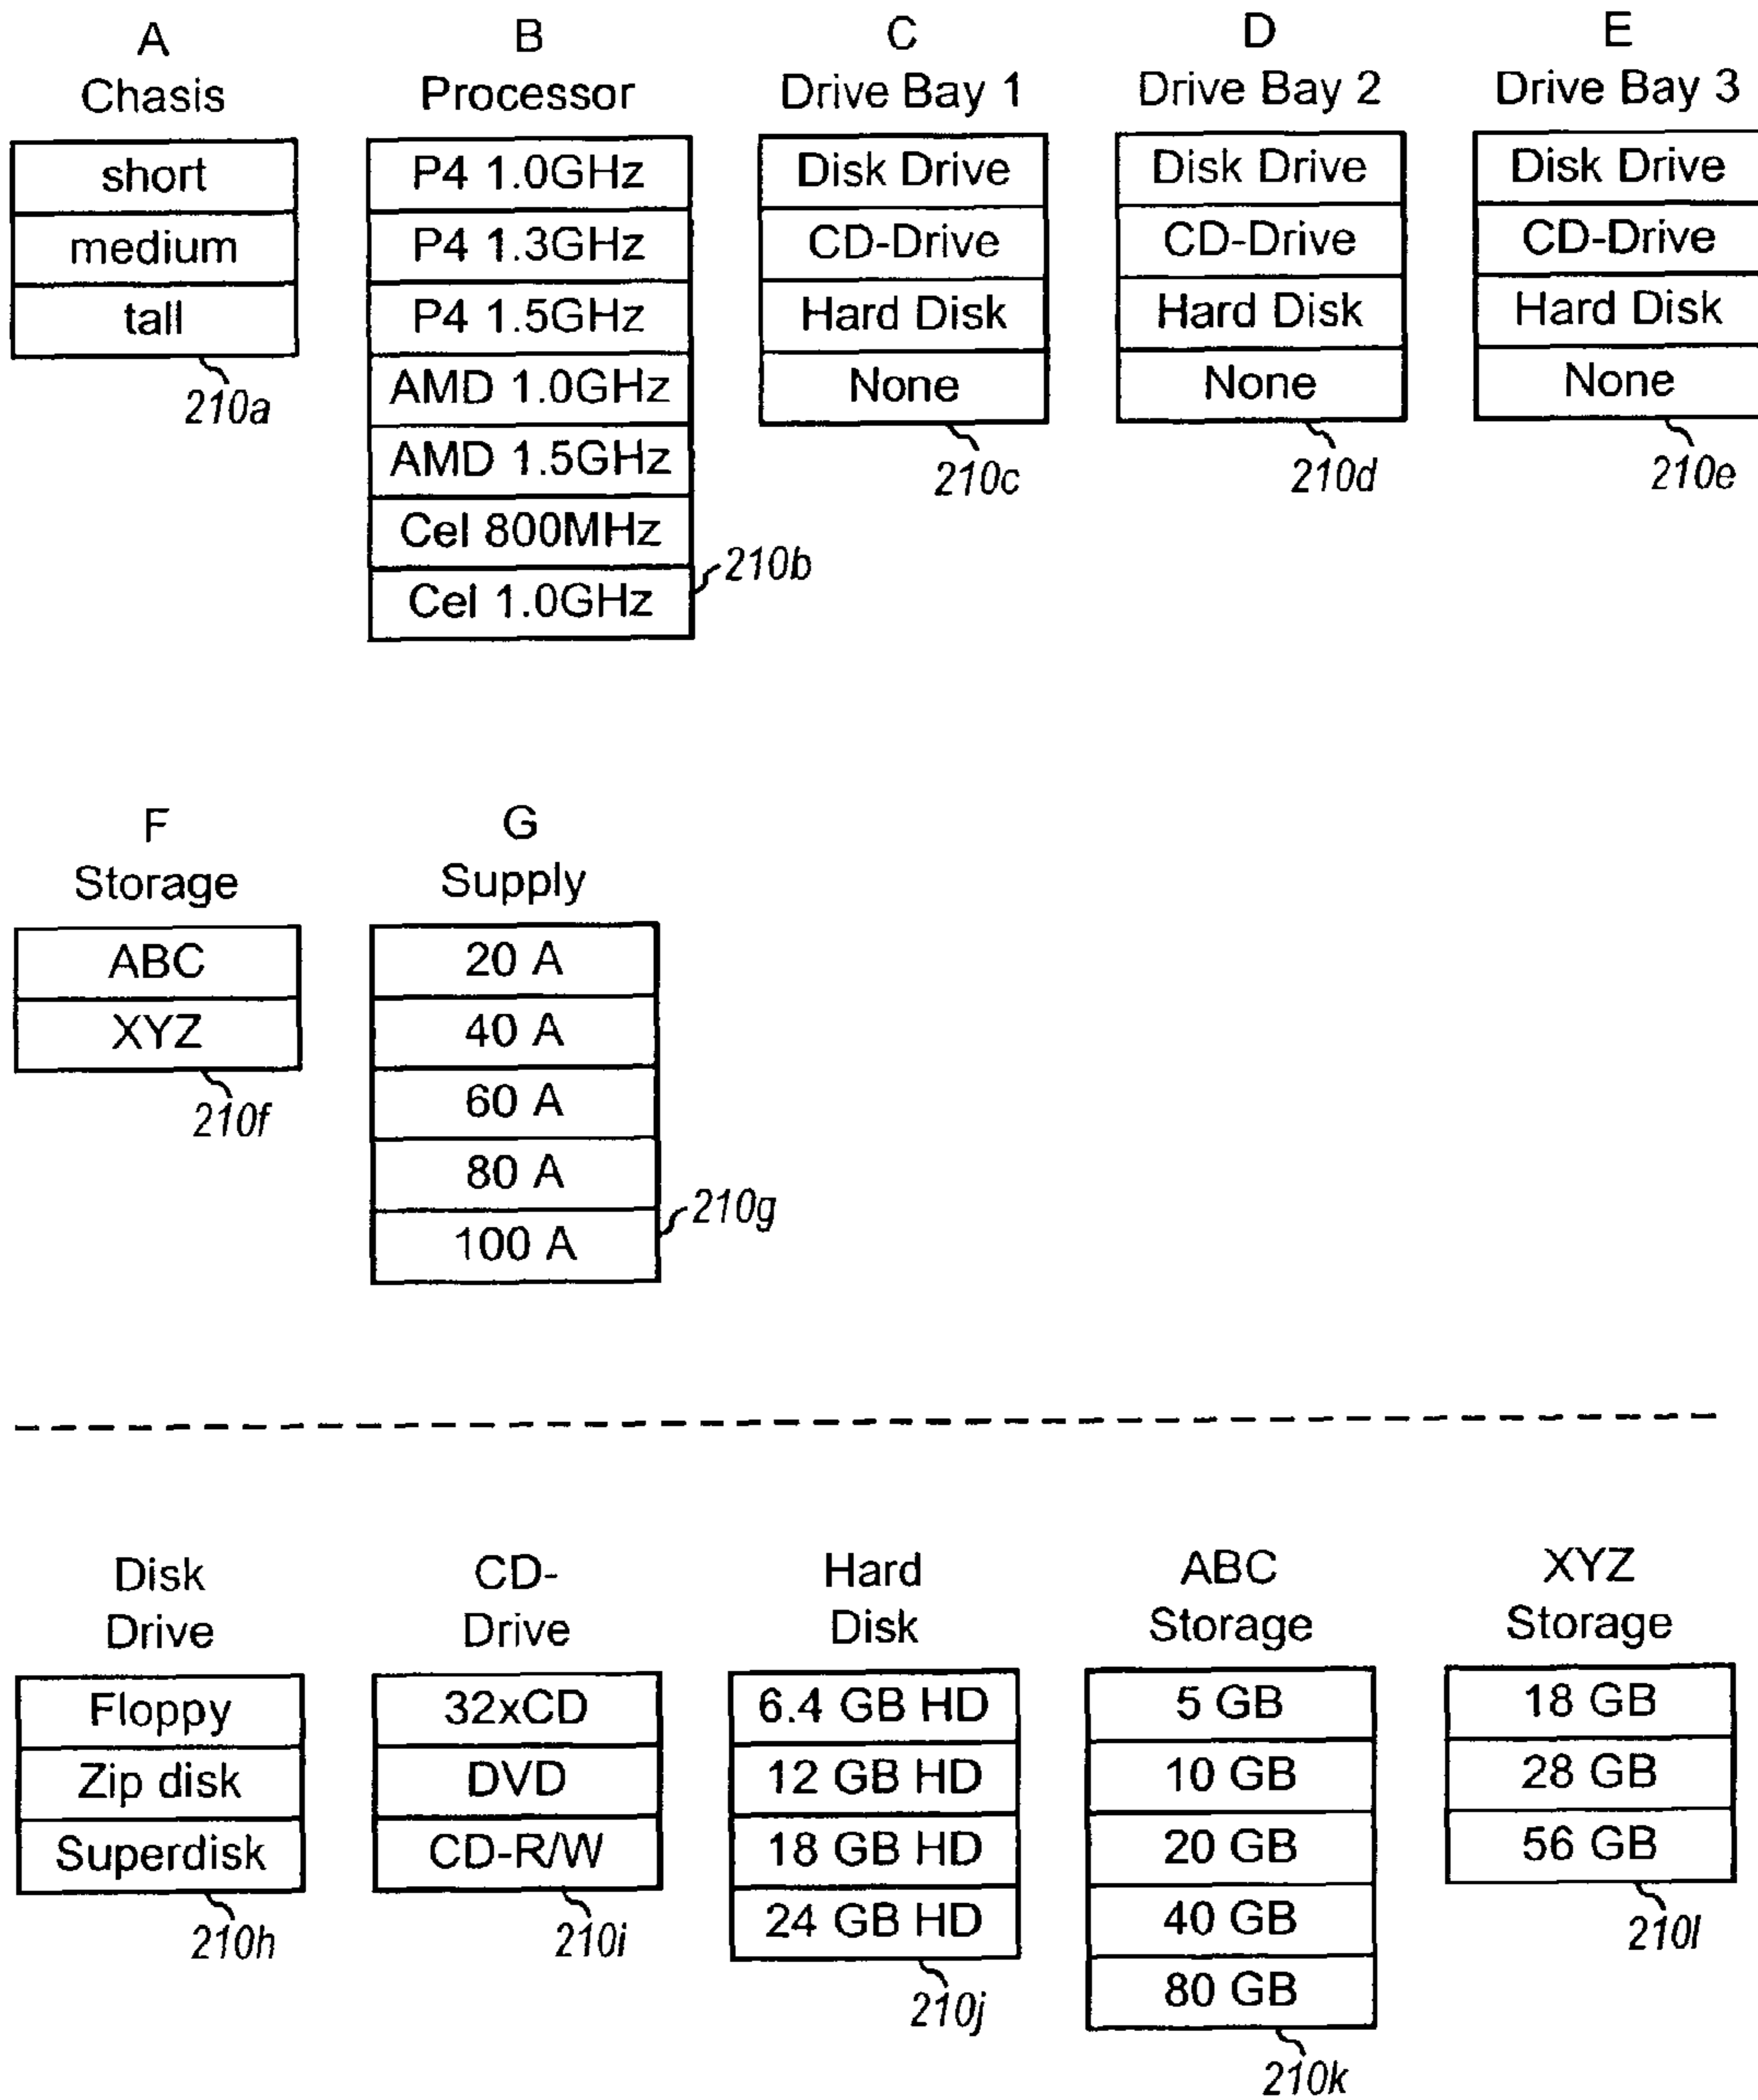 A
Chasis
short
medium
tall
210a
B
Processor
P4 1.0GHz
P4 1.3GHz
P4 1.5GHz
AMD 1.0GHz
AMD 1.5GHz
Cel 800MHz
Cel 1.0GHz
210b
C
Drive Bay 1
Disk Drive
CD-Drive
Hard Disk
None
210c
D
Drive Bay 2
Disk Drive
CD-Drive
Hard Disk
None
210d
E
Drive Bay 3
Disk Drive
CD-Drive
Hard Disk
None
210e
F
Storage
ABC
XYZ
210f
G
Supply
20 A
40 A
60 A
80 A
100 A
210g
Disk
Drive
Floppy
Zip disk
Superdisk
210h
CD-
Drive
32xCD
DVD
CD-R/W
210i
Hard
Disk
6.4 GB HD
12 GB HD
18 GB HD
24 GB HD
210j
ABC
Storage
5 GB
10 GB
20 GB
40 GB
80 GB
210k
XYZ
Storage
18 GB
28 GB
56 GB
210l